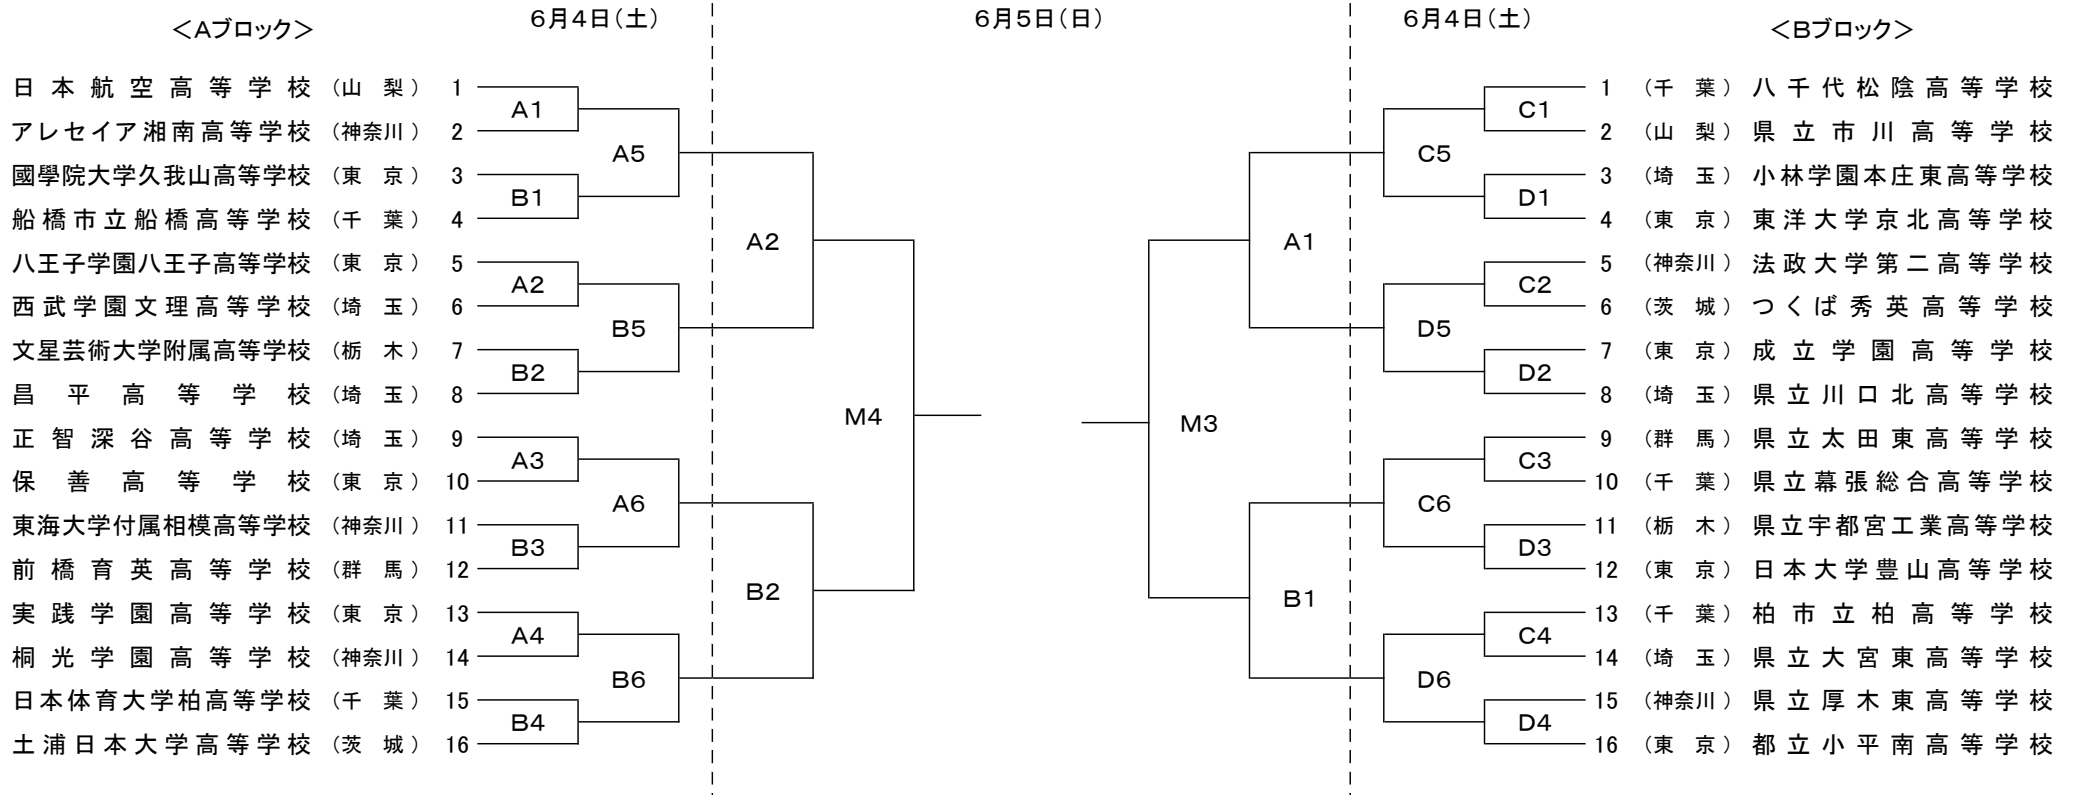 <Aブロック> 6月4日(土) 6月5日(日) 6月4日(土) <Bブロック>
日本航空高等学校 (山梨) 1 1 (千葉) 八千代松陰高等学校
A1 C1
アレセイア湘南高等学校 (神奈川) 2 2 (山梨) 県立市川高等学校
A5 C5
國學院大学久我山高等学校 (東京) 3 3 (埼玉) 小林学園本庄東高等学校
B1 D1
船橋市立船橋高等学校 (千葉) 4 4 (東京) 東洋大学京北高等学校
A2 A1
八王子学園八王子高等学校 (東京) 5 5 (神奈川) 法政大学第二高等学校
A2 C2
西武学園文理高等学校 (埼玉) 6 6 (茨城) つくば秀英高等学校
B5 D5
文星芸術大学附属高等学校 (栃木) 7 7 (東京) 成立学園高等学校
B2 D2
昌平高等学校 (埼玉) 8 8 (埼玉) 県立川口北高等学校
M4 M3
正智深谷高等学校 (埼玉) 9 9 (群馬) 県立太田東高等学校
A3 C3
保善高等学校 (東京) 10 10 (千葉) 県立幕張総合高等学校
A6 C6
東海大学付属相模高等学校 (神奈川) 11 11 (栃木) 県立宇都宮工業高等学校
B3 D3
前橋育英高等学校 (群馬) 12 12 (東京) 日本大学豊山高等学校
B2 B1
実践学園高等学校 (東京) 13 13 (千葉) 柏市立柏高等学校
A4 C4
桐光学園高等学校 (神奈川) 14 14 (埼玉) 県立大宮東高等学校
B6 D6
日本体育大学柏高等学校 (千葉) 15 15 (神奈川) 県立厚木東高等学校
B4 D4
土浦日本大学高等学校 (茨城) 16 16 (東京) 都立小平南高等学校